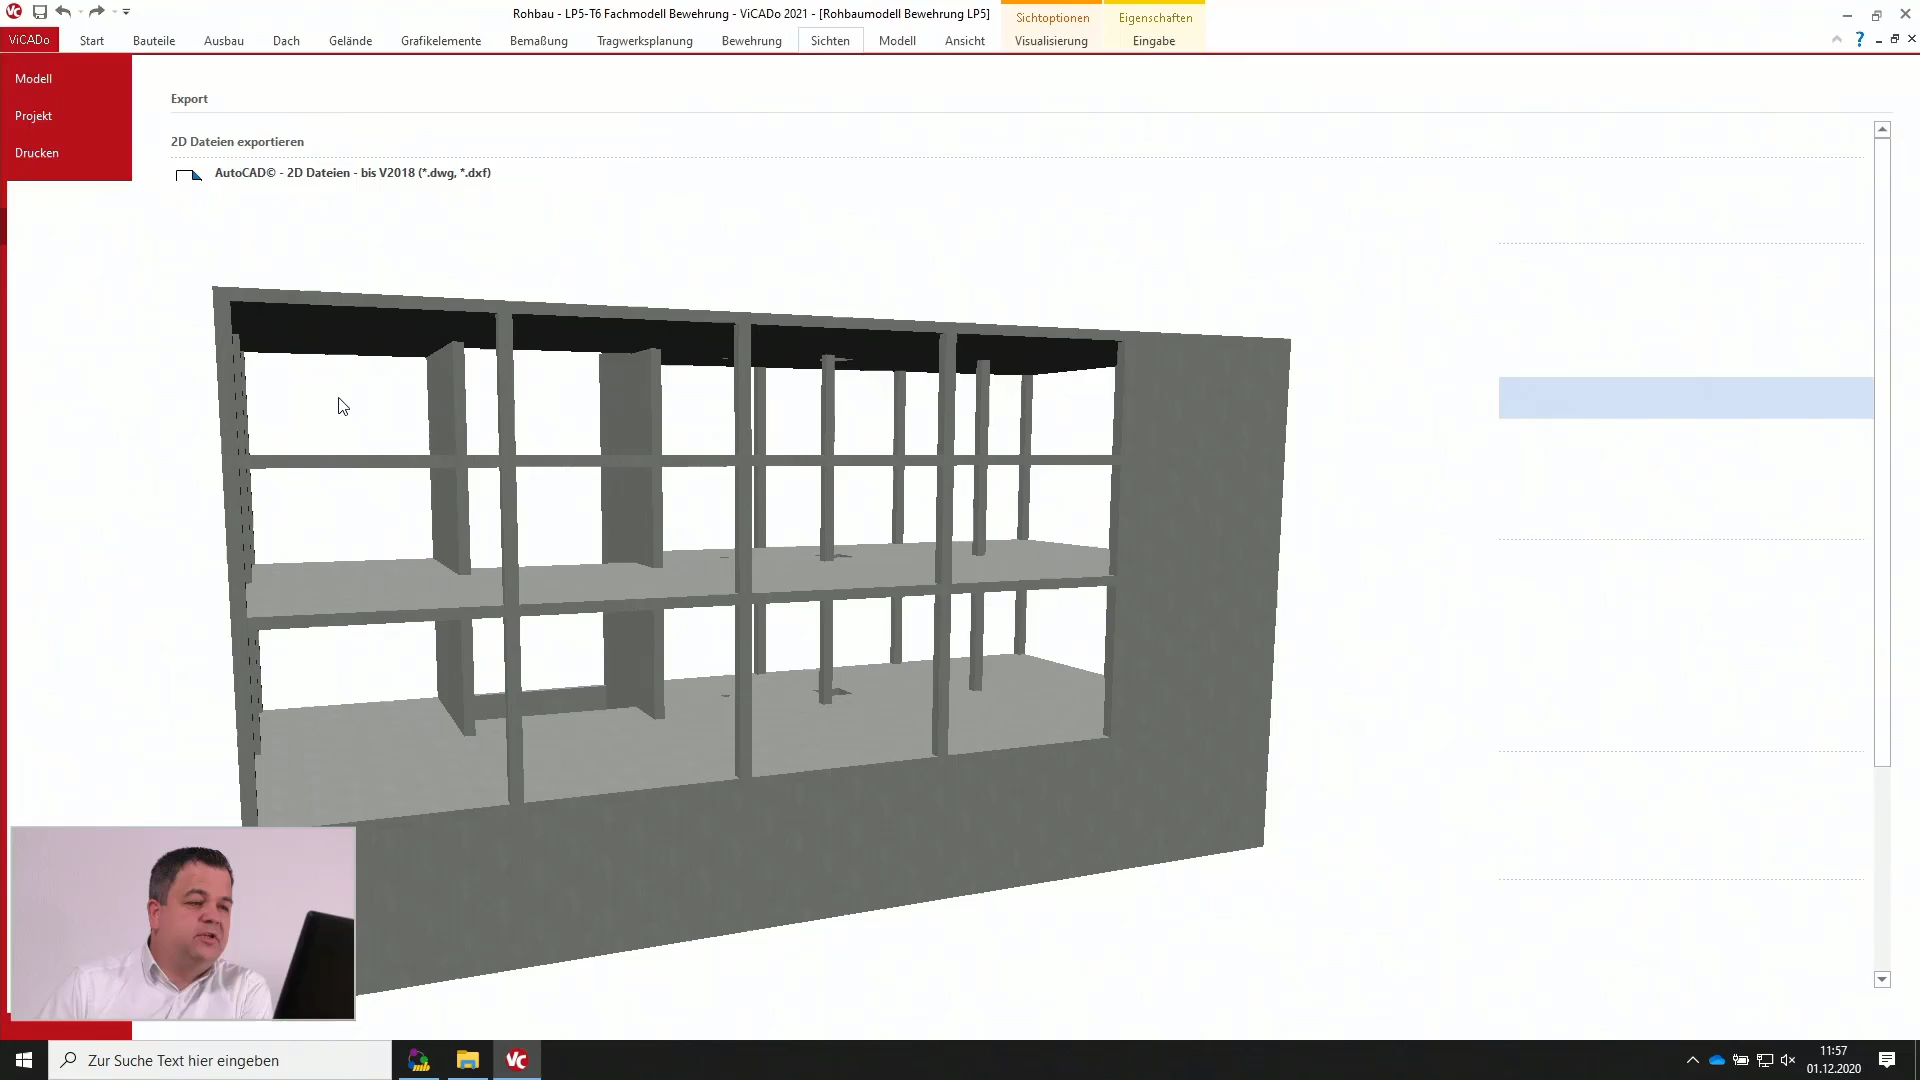 Rohbau - LP5-T6 Fachmodell Bewehrung - ViCADo 2021 - [Rohbaumodell Bewehrung LP5]
Sichtoptionen
Eigenschaften
ViCADo
Start
Bauteile
Ausbau
Dach
Gelände
Grafikelemente
Bemaßung
Tragwerksplanung
Bewehrung
Sichten
Modell
Ansicht
Visualisierung
Eingabe
Modell
Projekt
Drucken
Export
2D Dateien exportieren
AutoCAD© - 2D Dateien - bis V2018 (*.dwg, *.dxf)
Zur Suche Text hier eingeben
11:57
01.12.2020